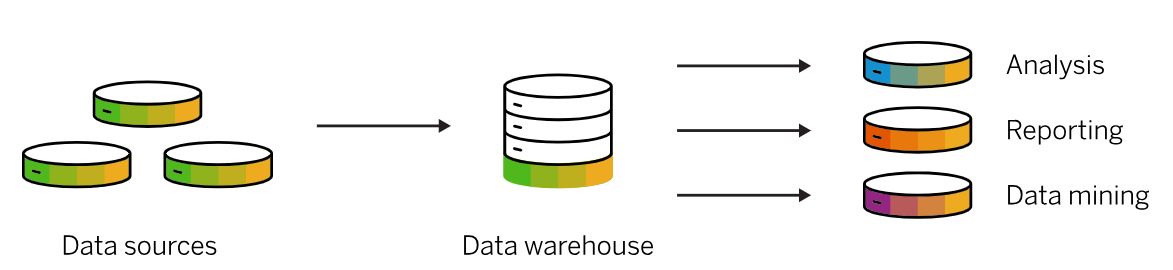 Data sources
Data warehouse
Analysis
Reporting
Data mining